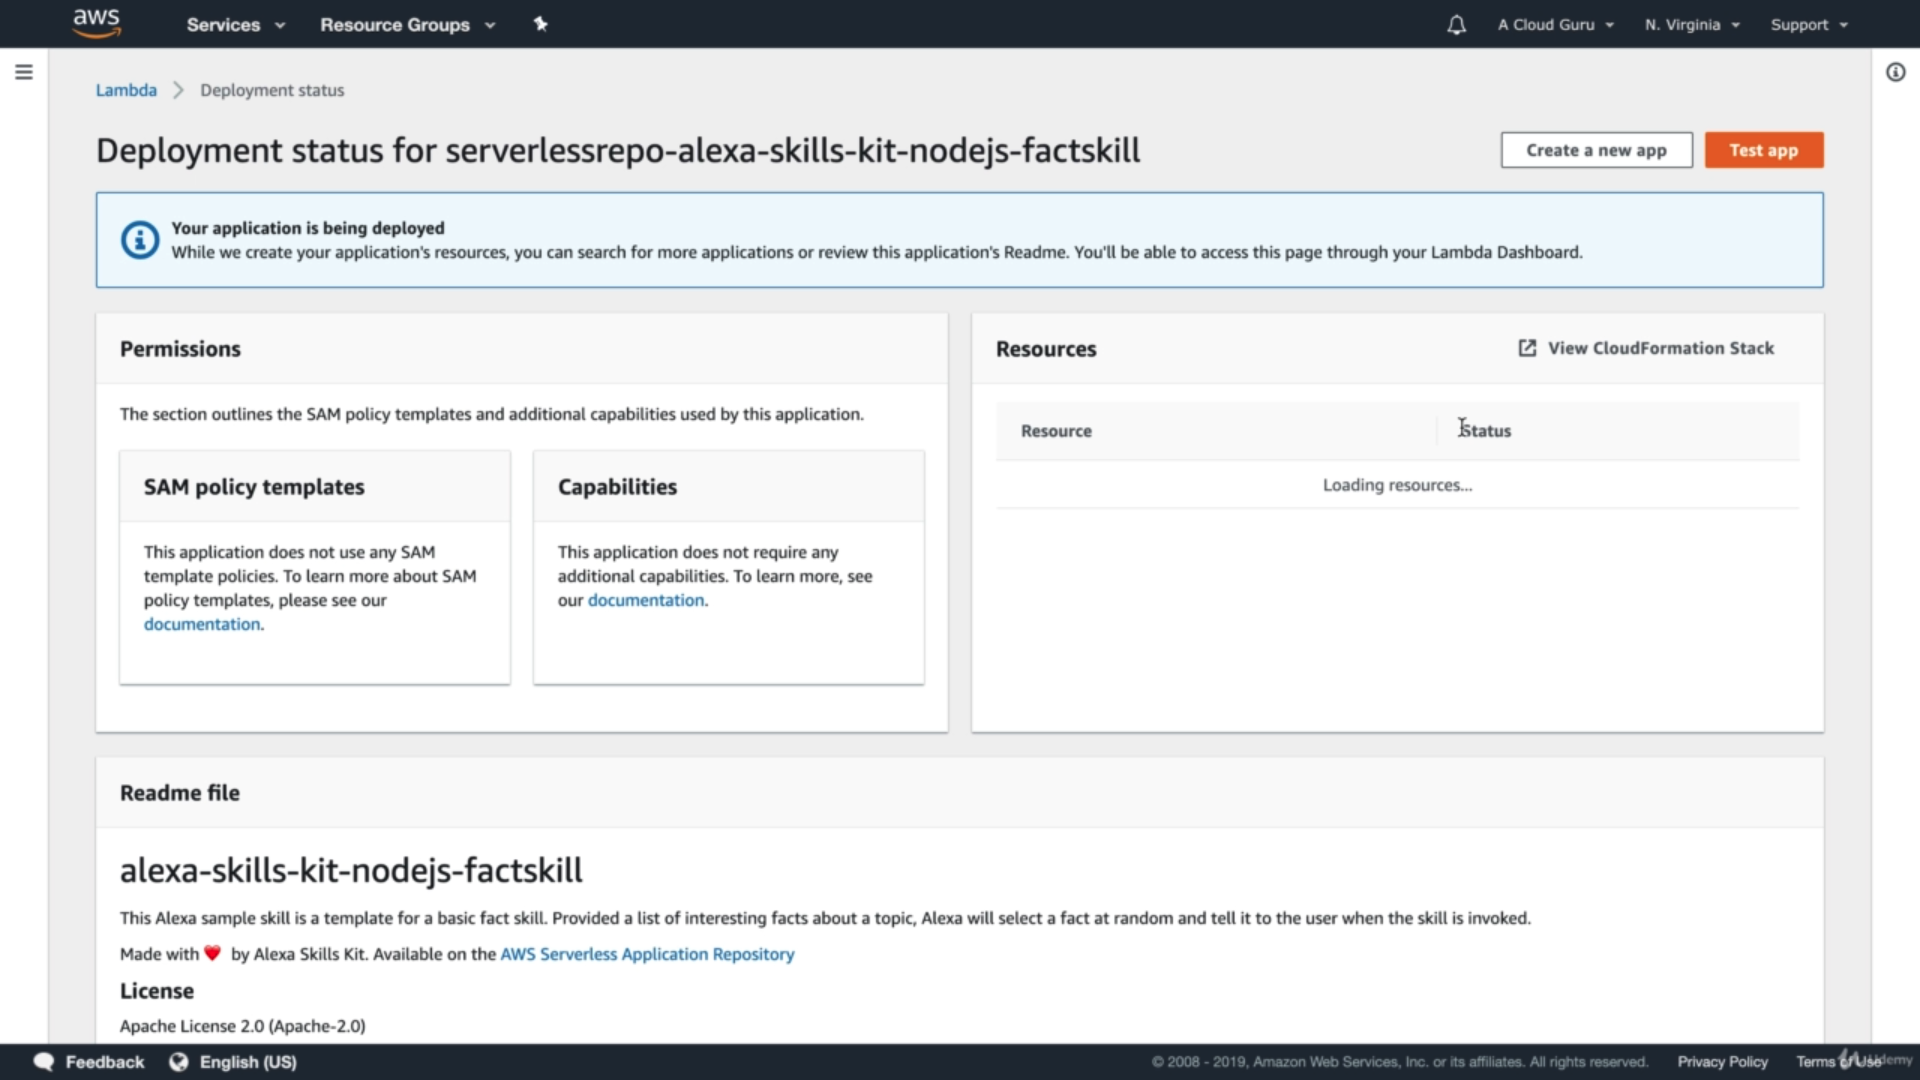 aws
Services
Resource Groups
A Cloud Guru
N. Virginia
Support
Lambda
Deployment status
Deployment status for serverlessrepo-alexa-skills-kit-nodejs-factskill
Create a new app
Test app
Your application is being deployed
While we create your application's resources, you can search for more applications or review this application's Readme. You'll be able to access this page through your Lambda Dashboard.
Permissions
The section outlines the SAM policy templates and additional capabilities used by this application.
SAM policy templates
This application does not use any SAM
template policies. To learn more about SAM
policy templates, please see our
documentation.
Capabilities
This application does not require any
additional capabilities. To learn more, see
our documentation.
Resources
View CloudFormation Stack
Resource
Status
Loading resources...
Readme file
alexa-skills-kit-nodejs-factskill
This Alexa sample skill is a template for a basic fact skill. Provided a list of interesting facts about a topic, Alexa will select a fact at random and tell it to the user when the skill is invoked.
Made with ❤ by Alexa Skills Kit. Available on the AWS Serverless Application Repository
License
Apache License 2.0 (Apache-2.0)
Feedback
English (US)
© 2008 - 2019, Amazon Web Services, Inc. or its affiliates. All rights reserved.
Privacy Policy
Terms of Use